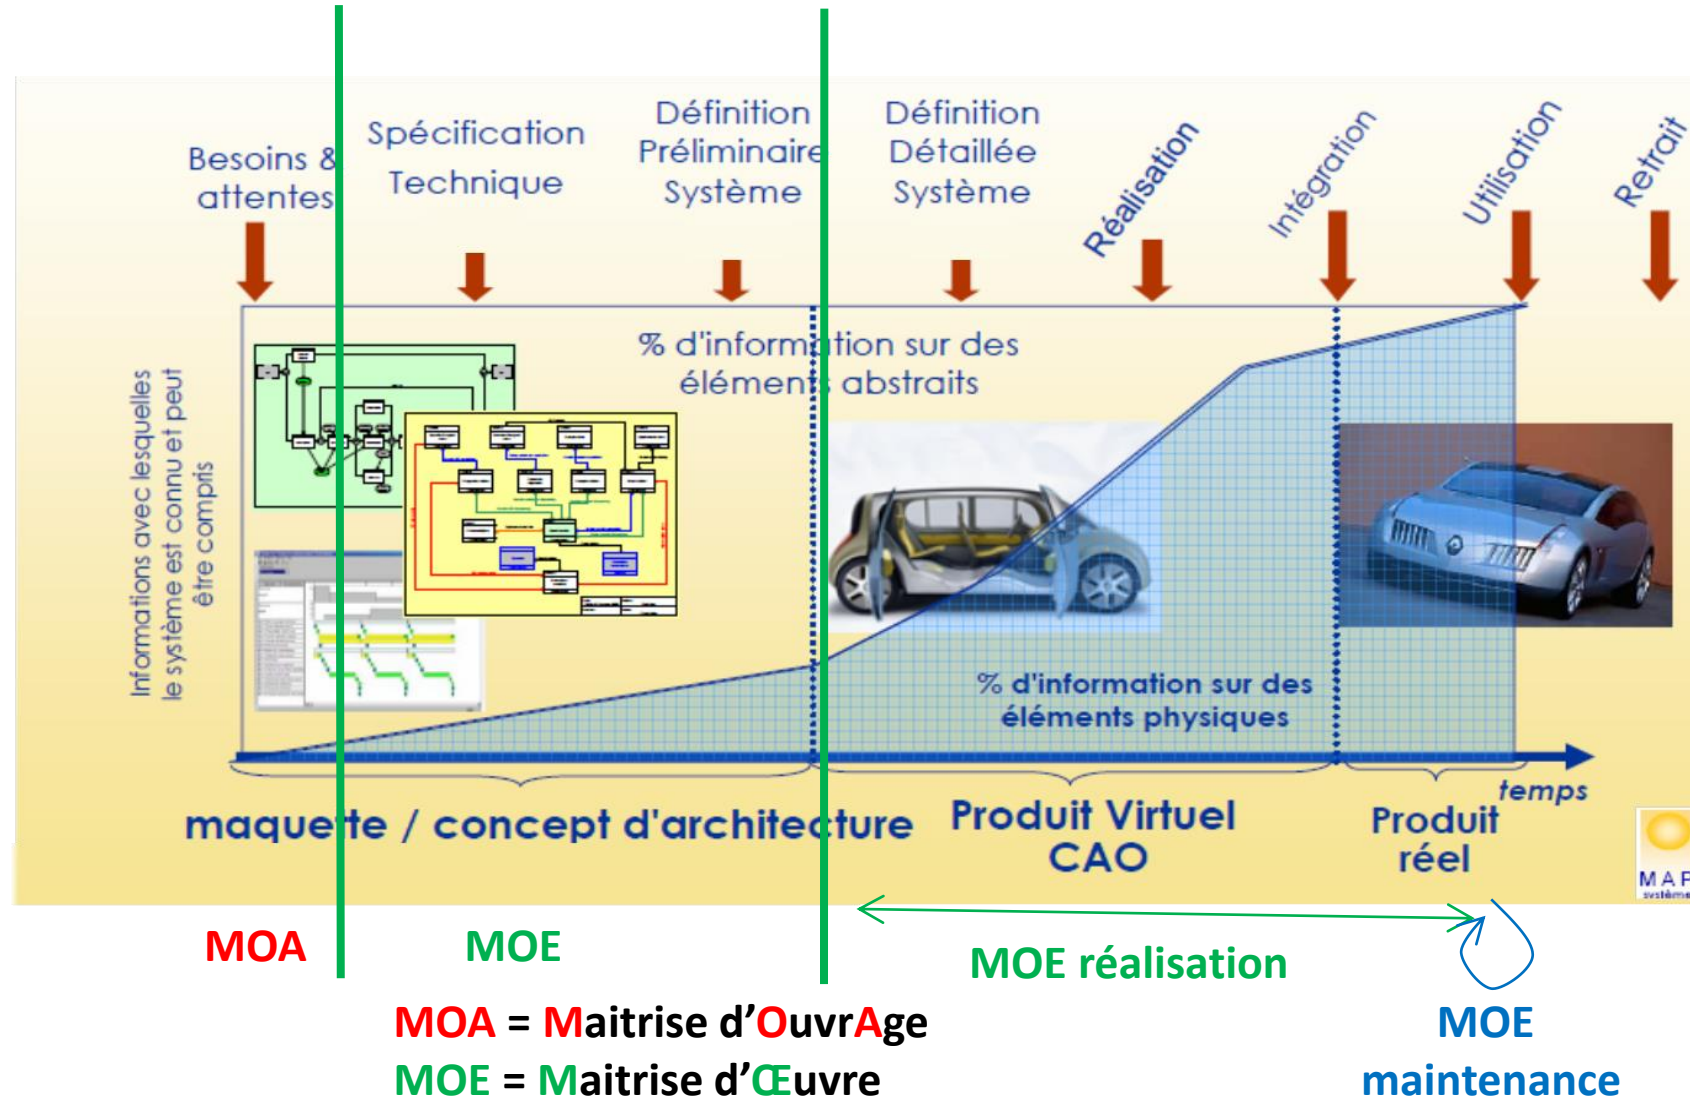 Besoins &
attentes
Spécification
Technique
Définition
Préliminaire
Système
Définition
Détaillée
Système
Réalisation
Intégration
Utilisation
Retrait
Informations avec lesquelles
le système est connu et peut
être compris
% d'information sur des
éléments abstraits
% d'information sur des
éléments physiques
temps
maquette / concept d'architecture
Produit Virtuel
CAO
Produit
réel
MAP
système
MOA
MOE
MOE réalisation
MOA = Maitrise d'OuvrAge
MOE = Maitrise d'Œuvre
MOE
maintenance